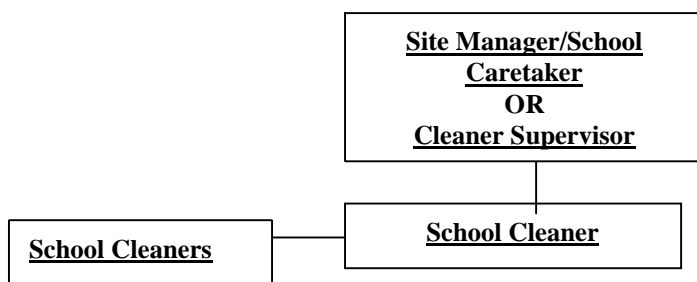 Site Manager/School
Caretaker
OR
Cleaner Supervisor
School Cleaner
School Cleaners